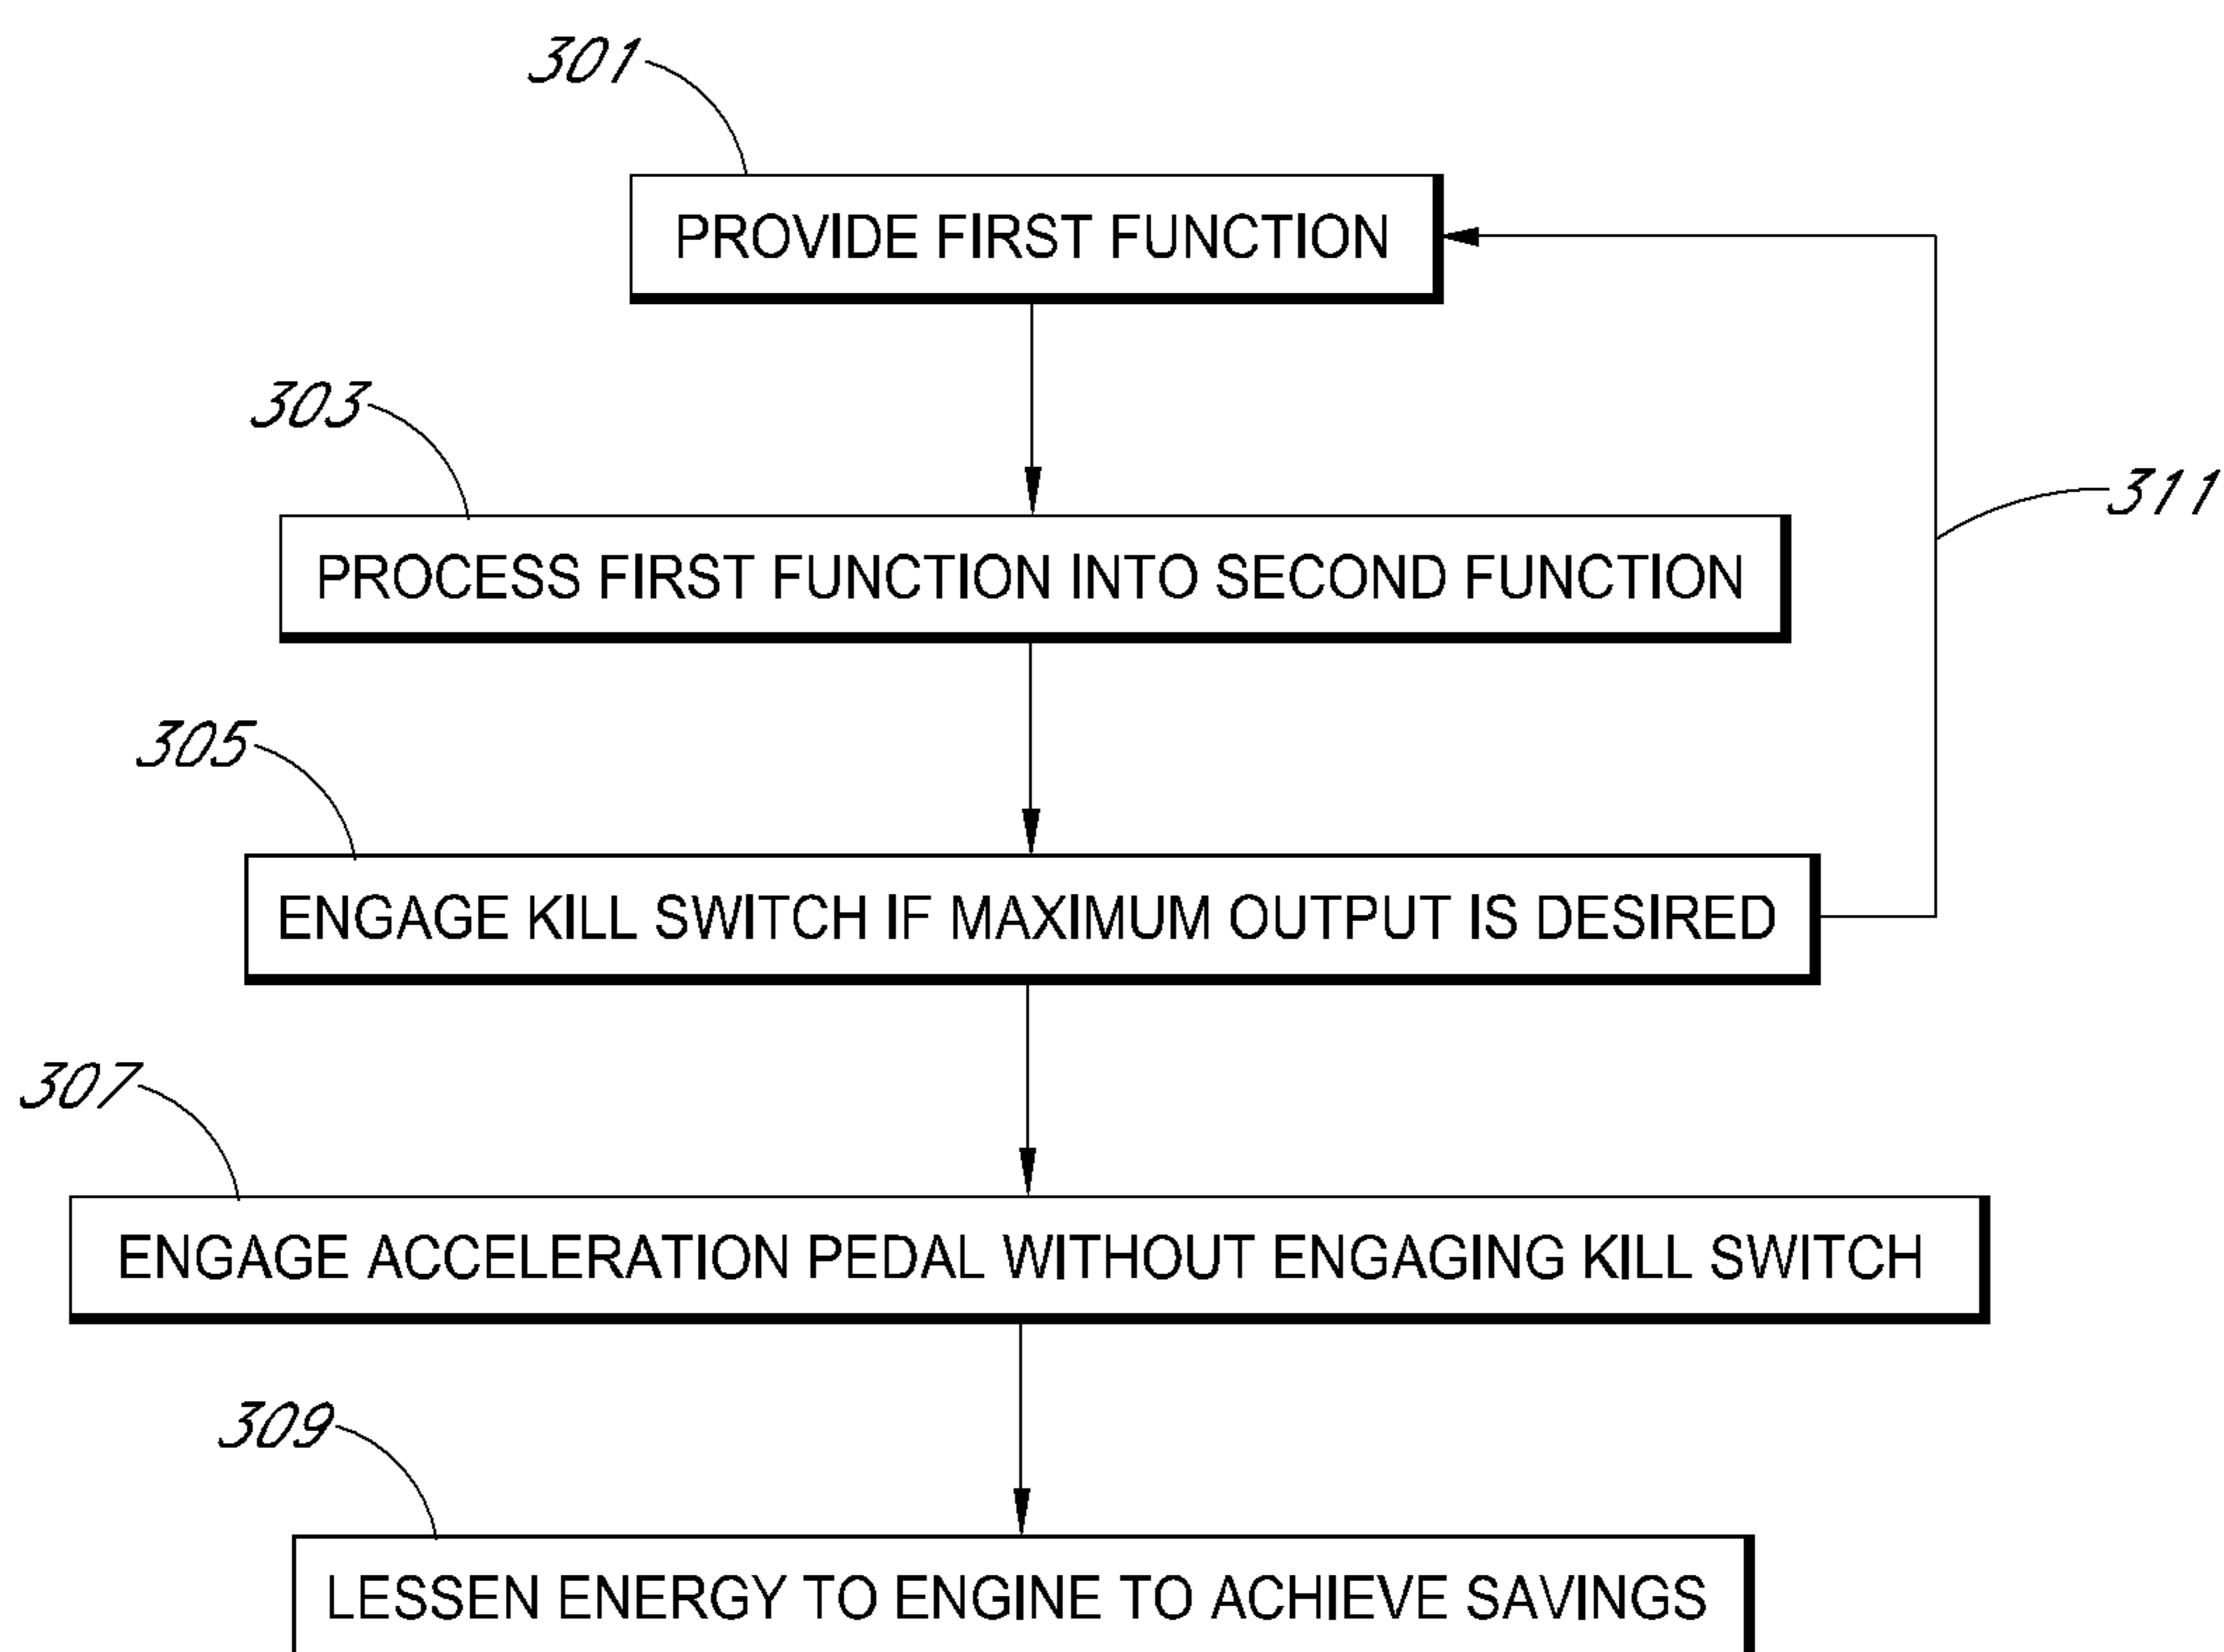 301
PROVIDE FIRST FUNCTION
303
PROCESS FIRST FUNCTION INTO SECOND FUNCTION
311
305
ENGAGE KILL SWITCH IF MAXIMUM OUTPUT IS DESIRED
307
ENGAGE ACCELERATION PEDAL WITHOUT ENGAGING KILL SWITCH
309
LESSEN ENERGY TO ENGINE TO ACHIEVE SAVINGS